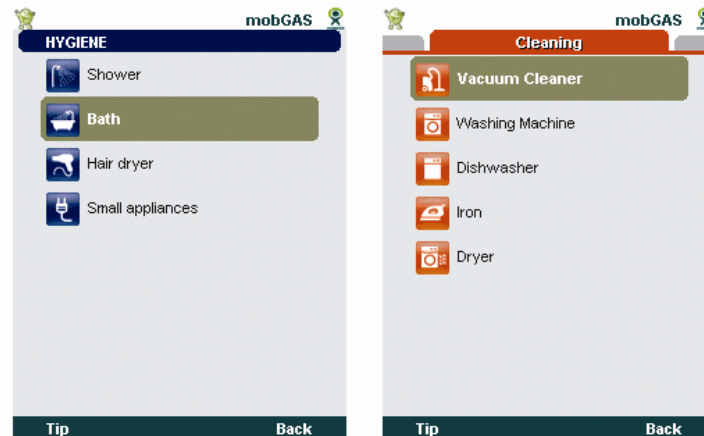 mobGAS
HYGIENE
Shower
Bath
Hair dryer
Small appliances
Tip Back
mobGAS
Cleaning
Vacuum Cleaner
Washing Machine
Dishwasher
Iron
Dryer
Tip Back